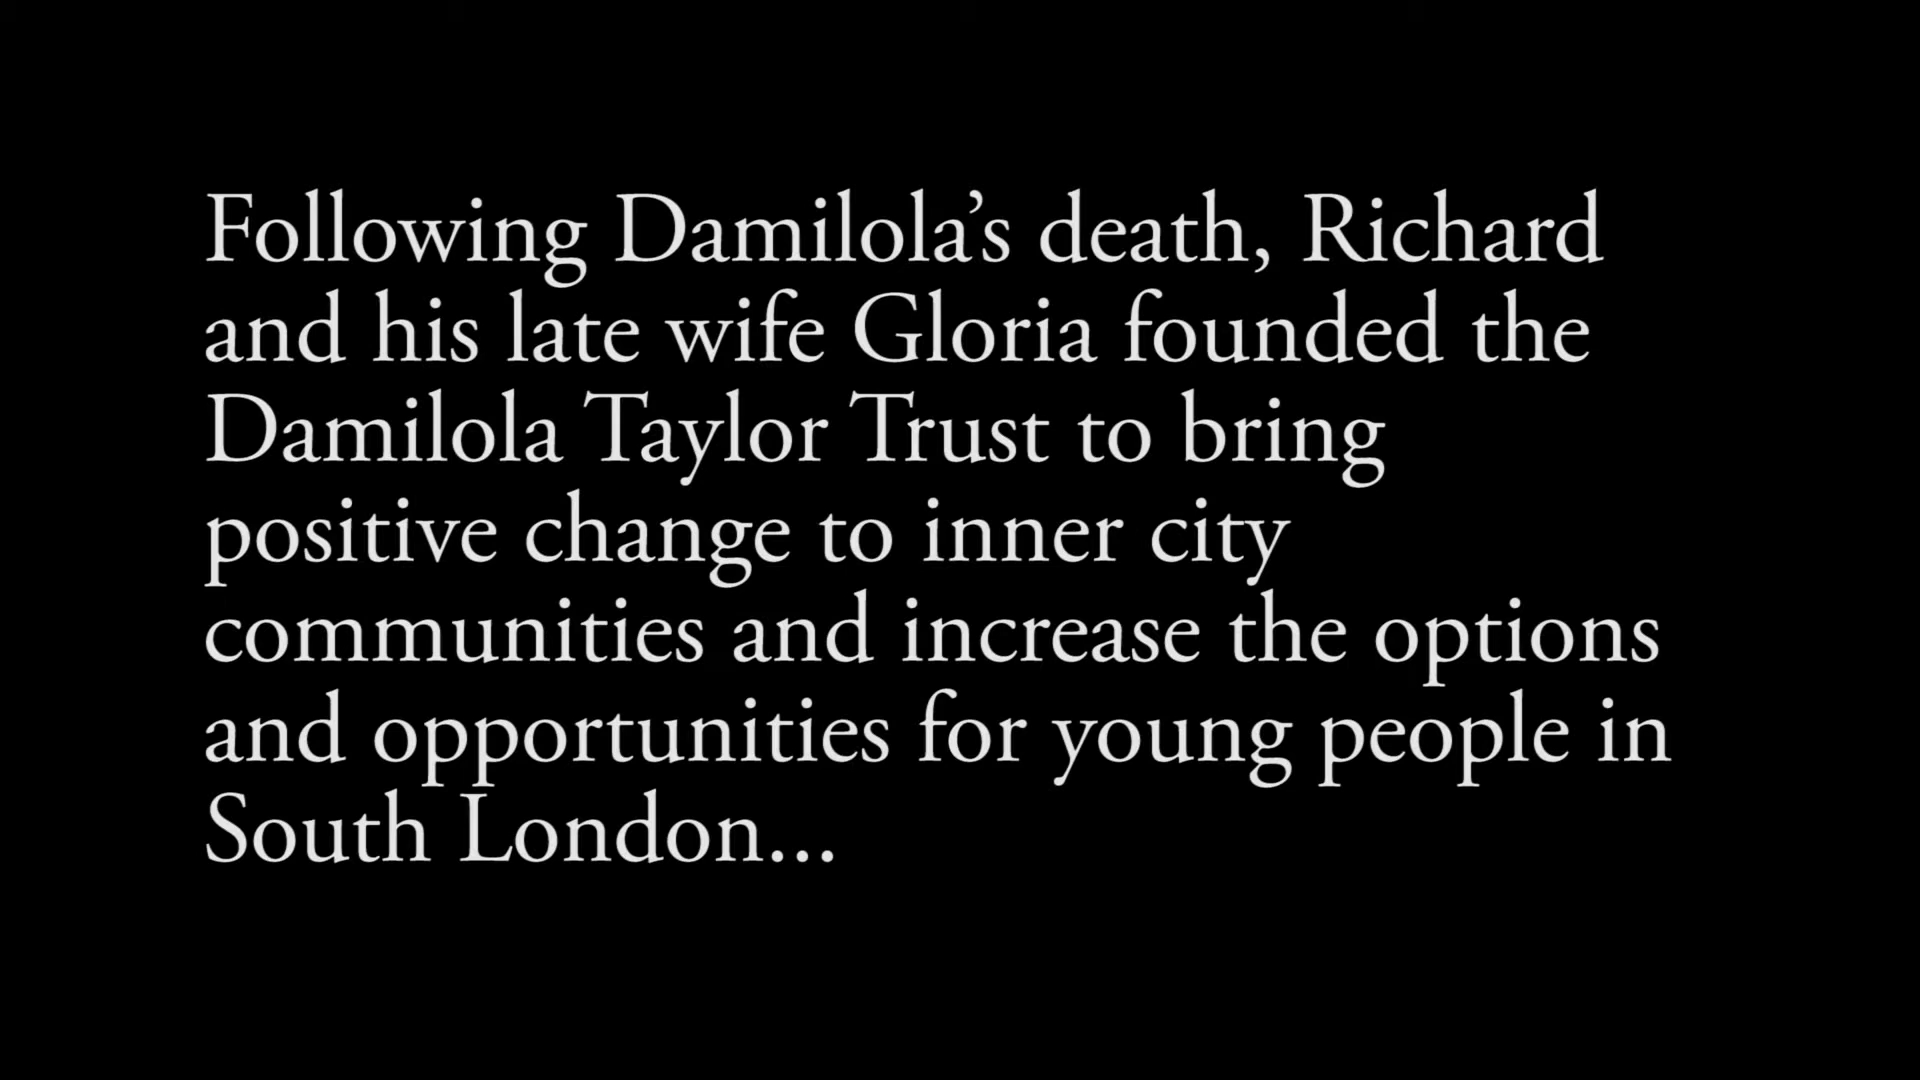 Following Damilola’s death, Richard
and his late wife Gloria founded the
Damilola Taylor Trust to bring
positive change to inner city
communities and increase the options
and opportunities for young people in
South London...